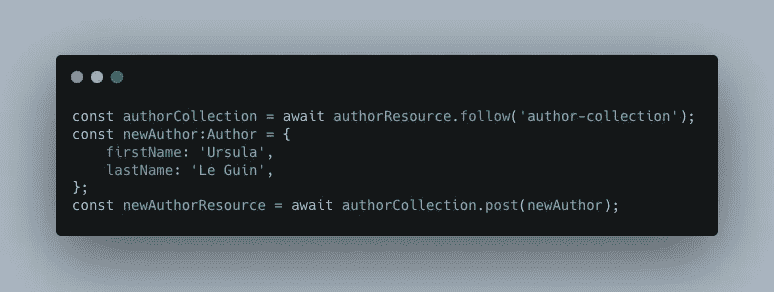 const authorCollection = await authorResource.follow('author-collection');
const newAuthor:Author = {
    firstName: 'Ursula',
    lastName: 'Le Guin',
};
const newAuthorResource = await authorCollection.post(newAuthor);